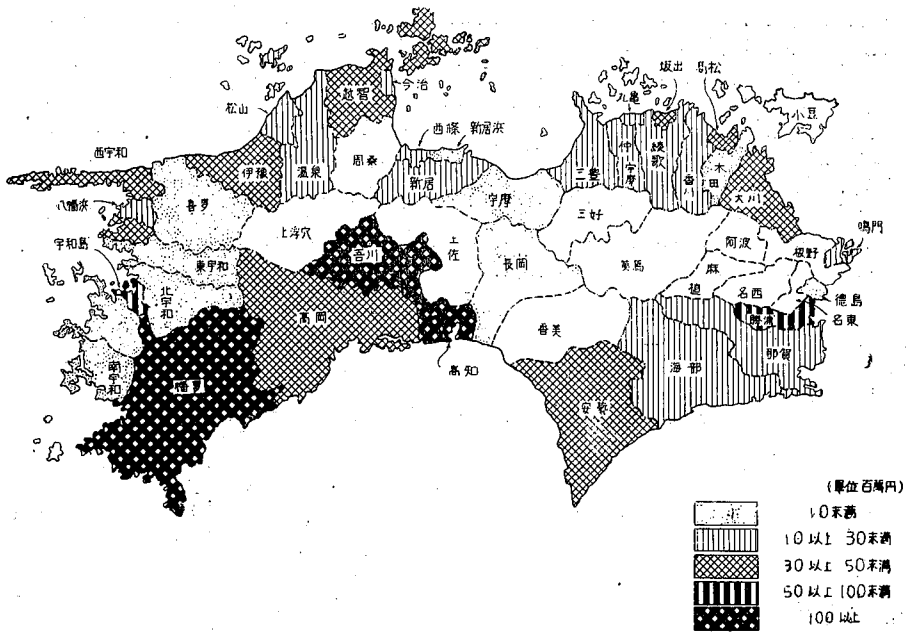 今治
越智
松山
坂出 高松
丸亀
小豆
西宇和
伊豫
温泉
周桑
西條 新居浜
新居
宇摩
三豊
仲多度
綾歌
香川
木田
大川
八幡浜
喜多
上浮穴
三好
鳴門
宇和島
東宇和
吾川
土佐
長岡
美馬
阿波
板野
麻植
名西
徳島
名東
勝浦
北宇和
高岡
香美
那賀
南宇和
幡多
高知
海部
安芸
(單位百萬円)
10未満
10以上 30未満
30以上 50未満
50以上 100未満
100以上